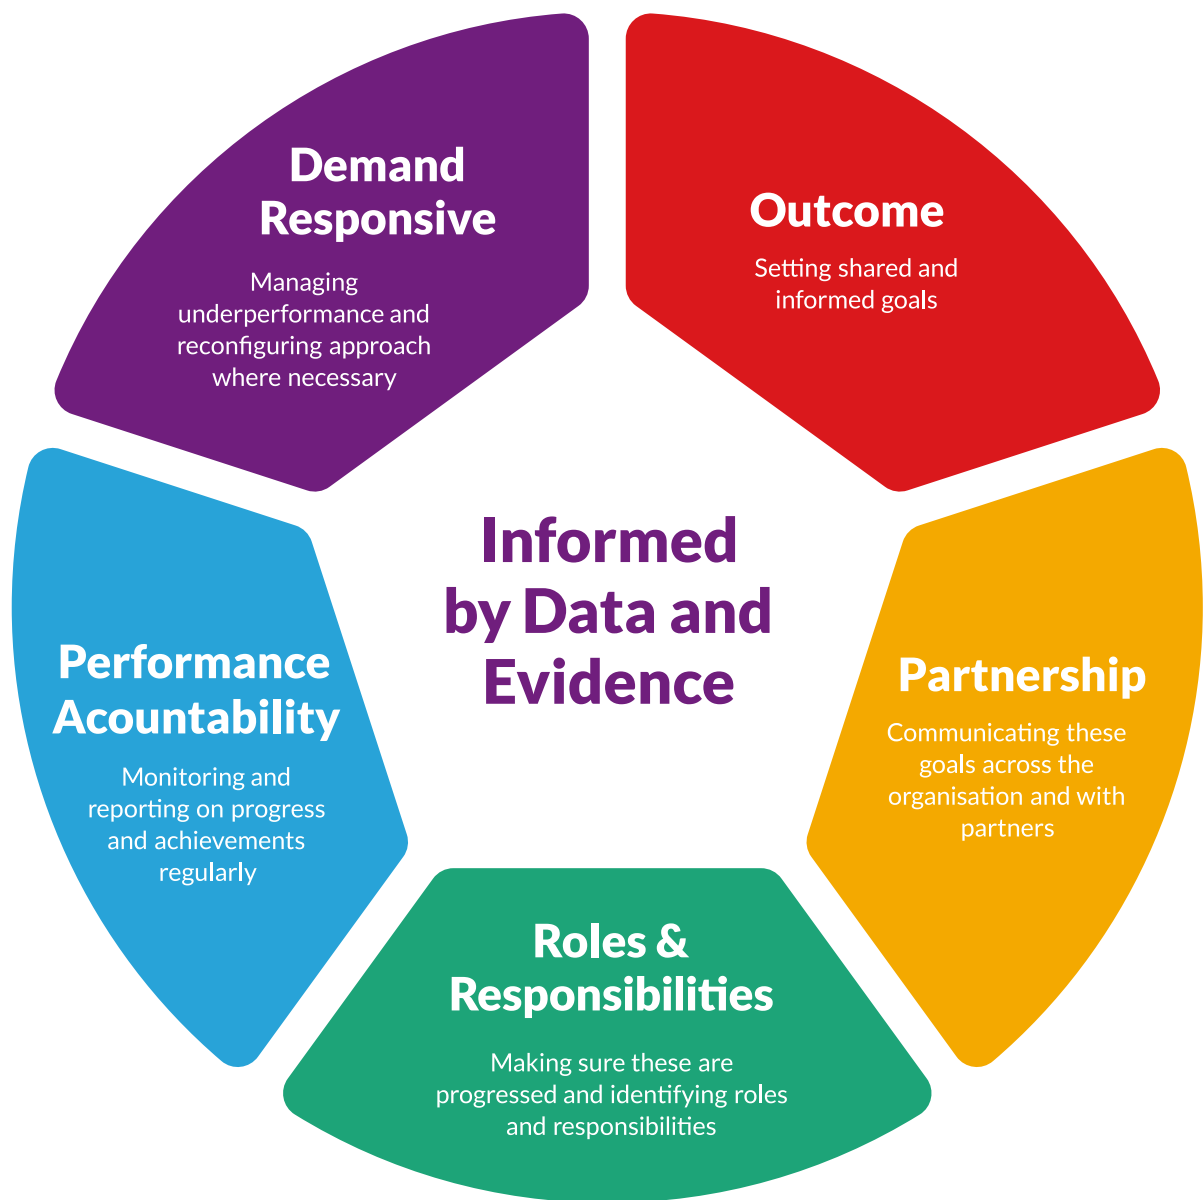 Demand
Responsive
Managing
underperformance and
reconfiguring approach
where necessary
Outcome
Setting shared and
informed goals
Informed
by Data and
Evidence
Performance
Acountability
Monitoring and
reporting on progress
and achievements
regularly
Partnership
Communicating these
goals across the
organisation and with
partners
Roles &
Responsibilities
Making sure these are
progressed and identifying roles
and responsibilities